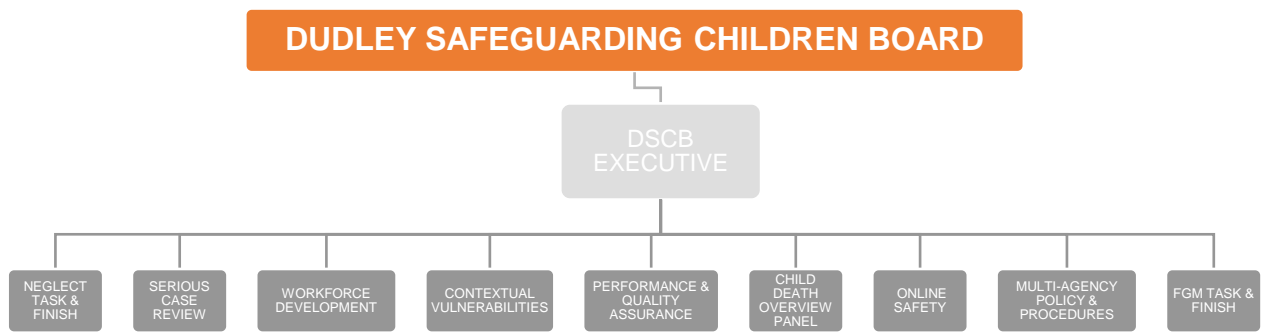 DUDLEY SAFEGUARDING CHILDREN BOARD
DSCB
EXECUTIVE
NEGLECT
TASK &
FINISH
SERIOUS
CASE
REVIEW
WORKFORCE
DEVELOPMENT
CONTEXTUAL
VULNERABILITIES
PERFORMANCE &
QUALITY
ASSURANCE
CHILD
DEATH
OVERVIEW
PANEL
ONLINE
SAFETY
MULTI-AGENCY
POLICY &
PROCEDURES
FGM TASK &
FINISH